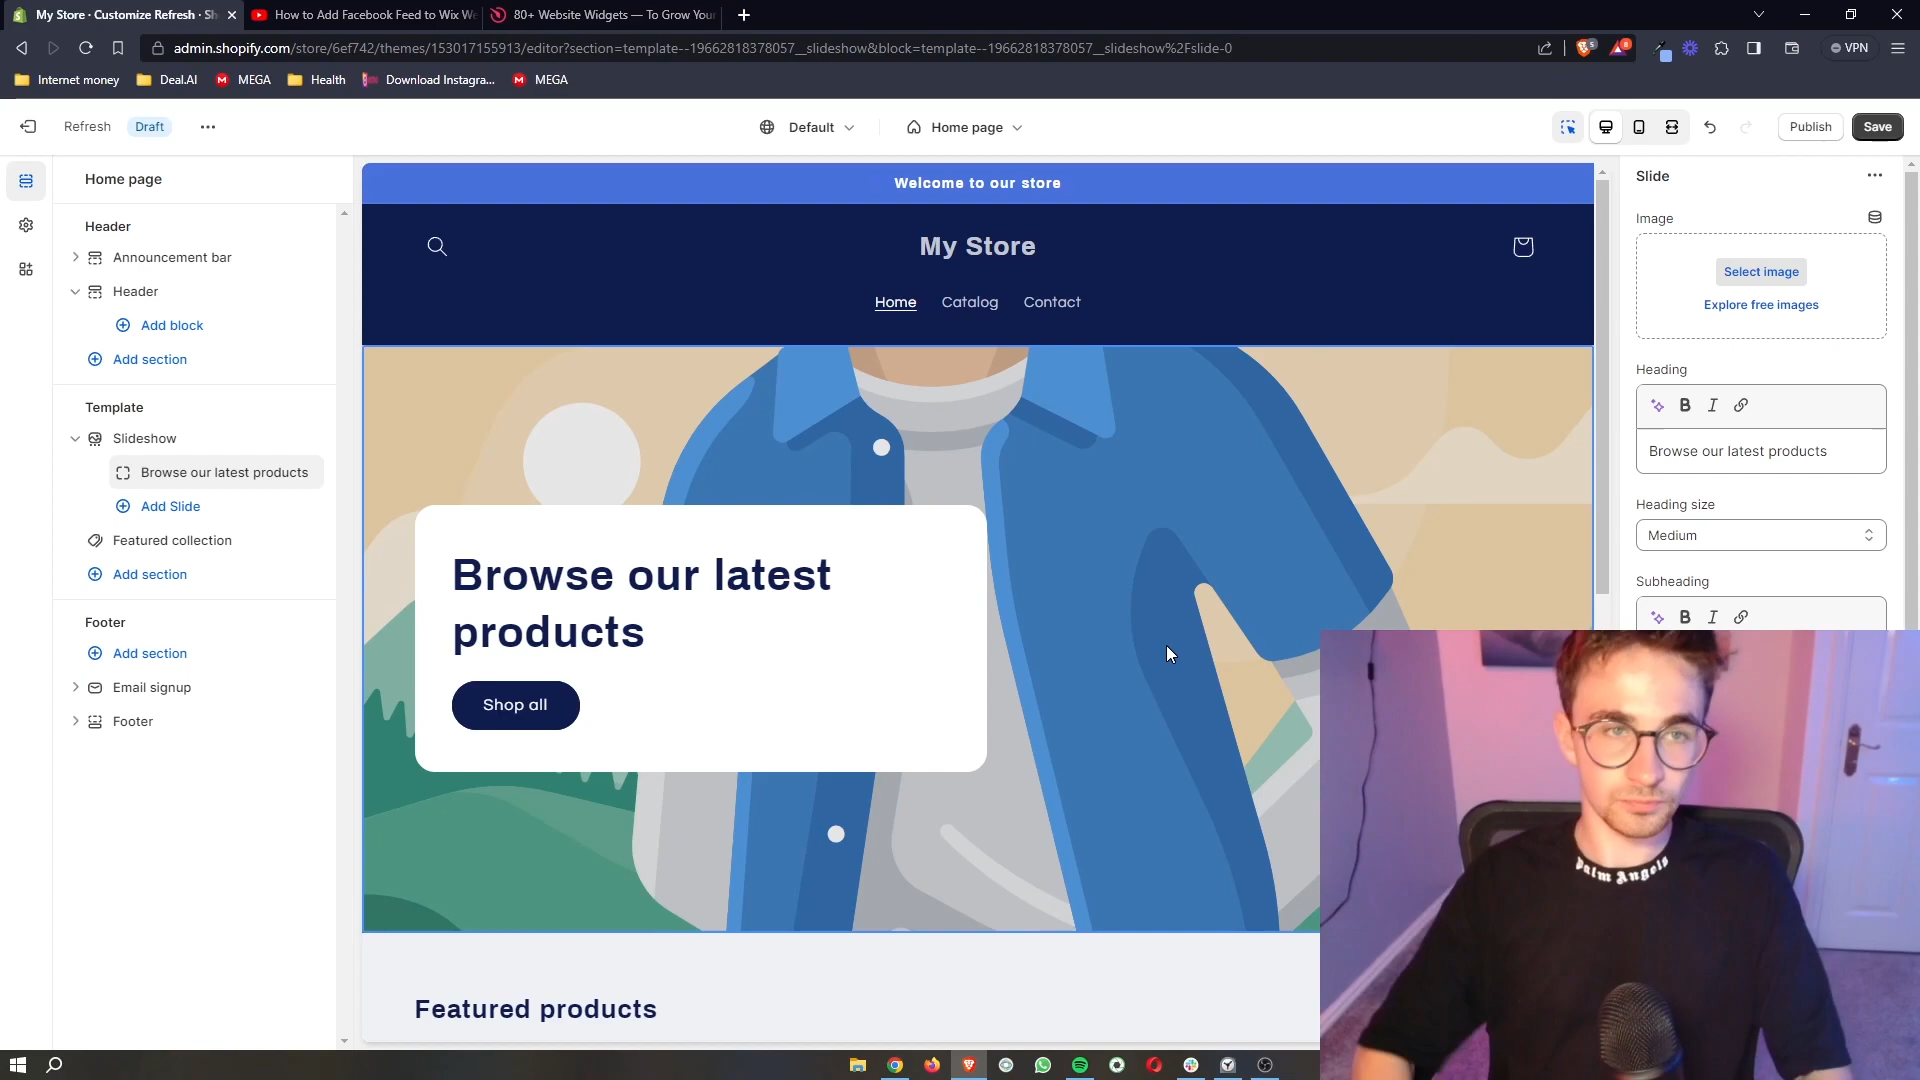 My Store · Customize Refresh · Sh
How to Add Facebook Feed to Wix We
80+ Website Widgets — To Grow Your
admin.shopify.com/store/6ef742/themes/153017155913/editor?section=template--19662818378057__slideshow&block=template--19662818378057__slideshow%2Fslide-0
VPN
Internet money
Deal.AI
MEGA
Health
Download Instagra...
MEGA
Refresh
Draft
Default
Home page
Publish
Save
Home page
Header
Announcement bar
Header
Add block
Add section
Template
Slideshow
Browse our latest products
Add Slide
Featured collection
Add section
Footer
Add section
Email signup
Footer
Welcome to our store
My Store
Home
Catalog
Contact
Browse our latest
products
Shop all
Featured products
Slide
Image
Select image
Explore free images
Heading
B I
Browse our latest products
Heading size
Medium
Subheading
B I
Palm Angels